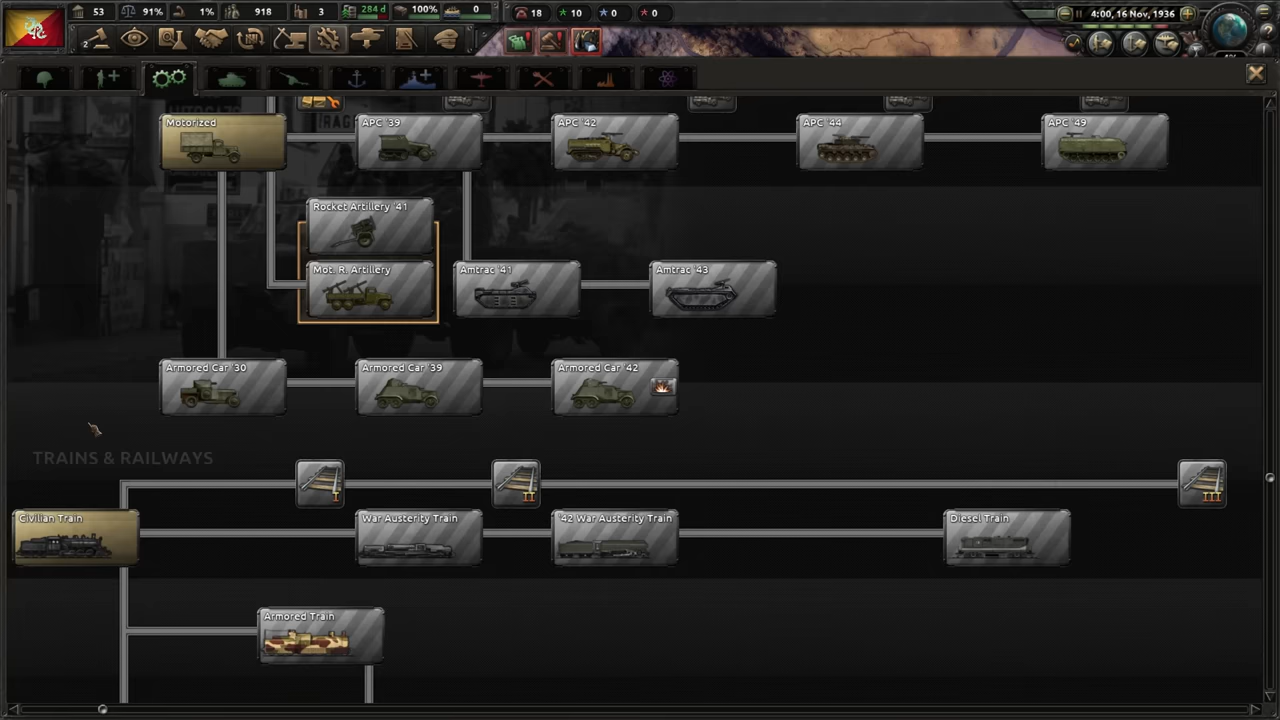 53 91% 1% 918 3 284 d 100% 0 18 10 0 0 4:00, 16 Nov, 1936
2
Motorized APC '39 APC '42 APC '44 APC '49
Rocket Artillery '41
Mot. R. Artillery Amtrac '41 Amtrac '43
Armored Car '30 Armored Car '39 Armored Car '42
TRAINS & RAILWAYS
I II III
Civilian Train War Austerity Train '42 War Austerity Train Diesel Train
Armored Train